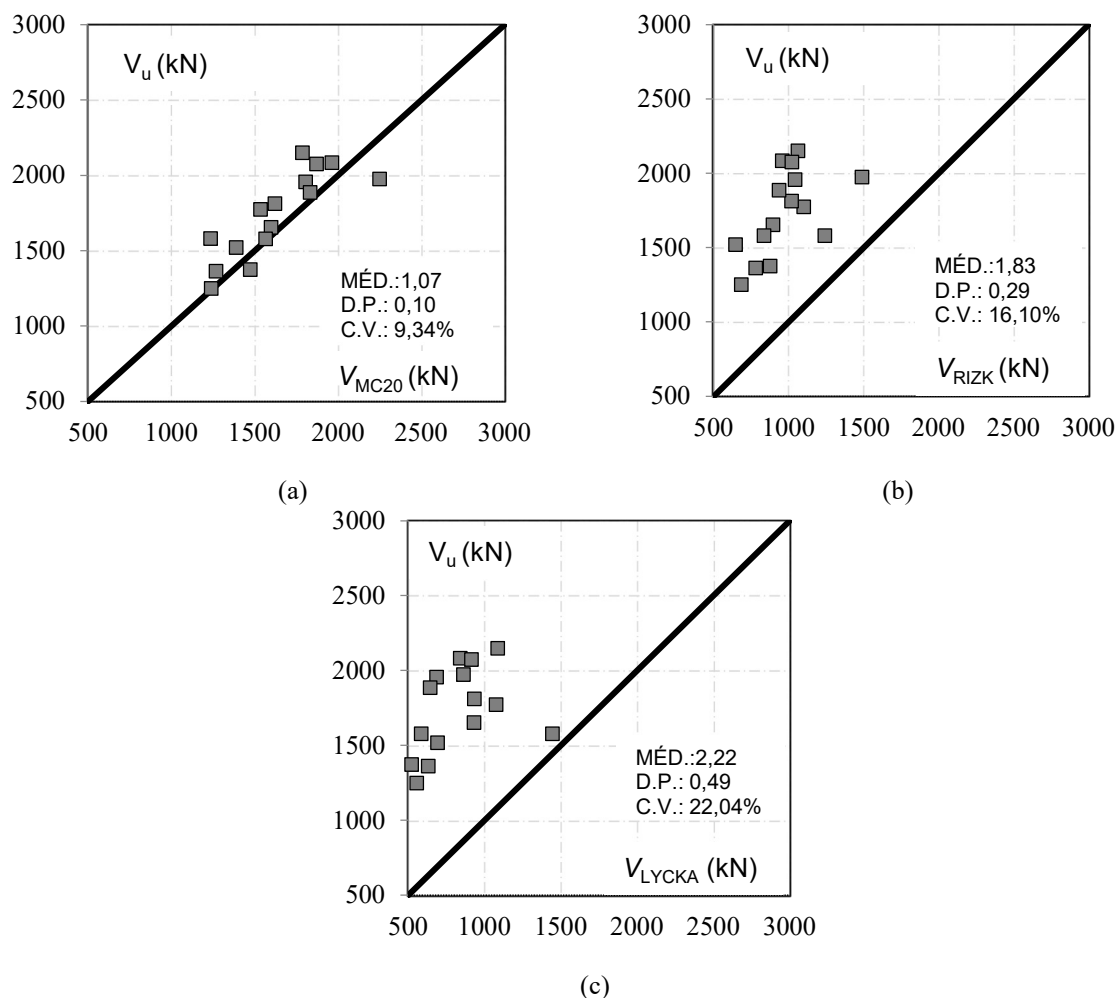 3000
2500
2000
1500
1000
500
V_u (kN)
MÉD.:1,07
D.P.: 0,10
C.V.: 9,34%
V_MC20 (kN)
500 1000 1500 2000 2500 3000
(a)
3000
2500
2000
1500
1000
500
V_u (kN)
MÉD.:1,83
D.P.: 0,29
C.V.: 16,10%
V_RIZK (kN)
500 1000 1500 2000 2500 3000
(b)
3000
2500
2000
1500
1000
500
V_u (kN)
MÉD.:2,22
D.P.: 0,49
C.V.: 22,04%
V_LYCKA (kN)
500 1000 1500 2000 2500 3000
(c)